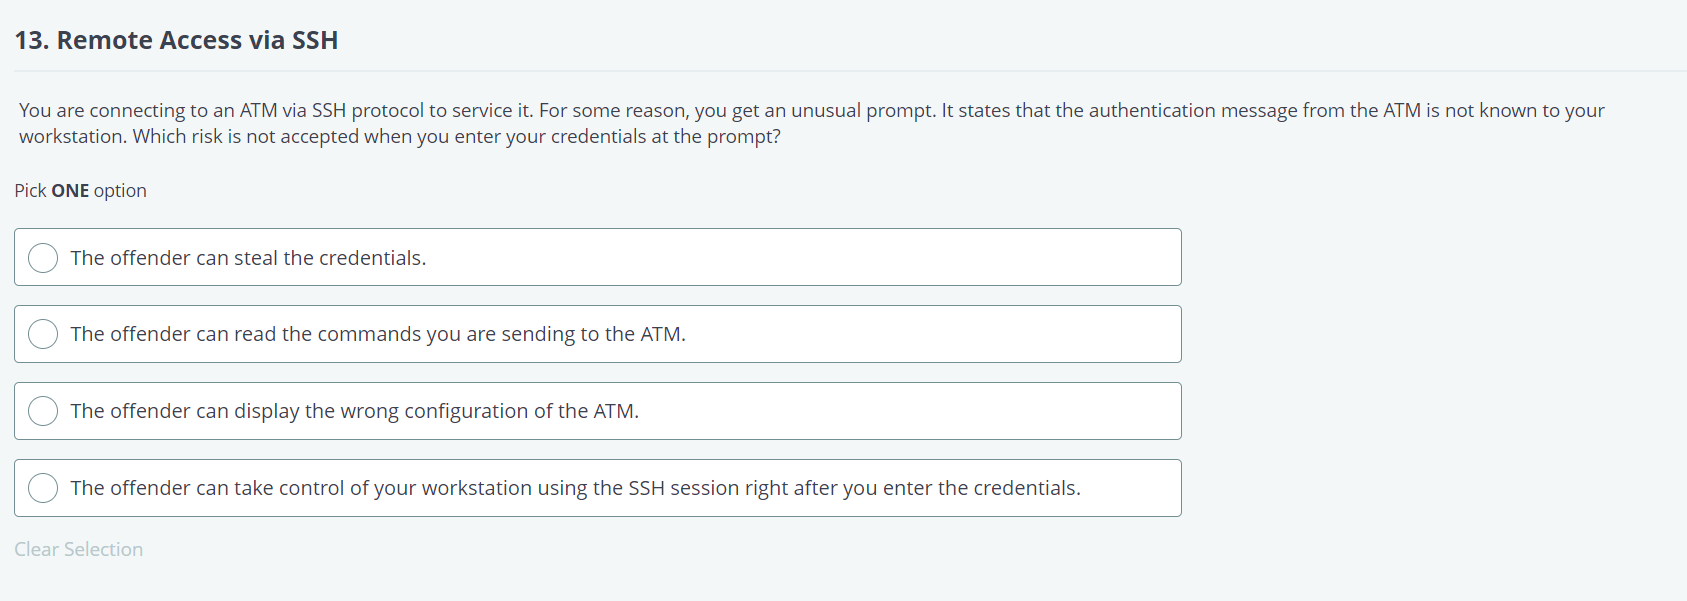 13. Remote Access via SSH
You are connecting to an ATM via SSH protocol to service it. For some reason, you get an unusual prompt. It states that the authentication message from the ATM is not known to your
workstation. Which risk is not accepted when you enter your credentials at the prompt?
Pick ONE option
The offender can steal the credentials.
The offender can read the commands you are sending to the ATM.
The offender can display the wrong configuration of the ATM.
The offender can take control of your workstation using the SSH session right after you enter the credentials.
Clear Selection